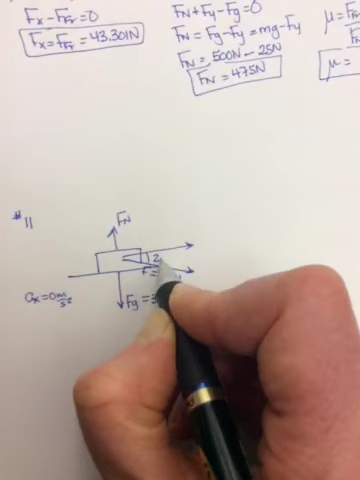 Fx - FFr = 0
Fx = FFr = 43.301N
FN + Fy - Fg = 0
FN = Fg - Fy = mg - Fy
FN = 500N - 25N
FN = 475N
μ =
μ =
#11
FN
2
F =
Fg = 3
ax = 0 m/s²